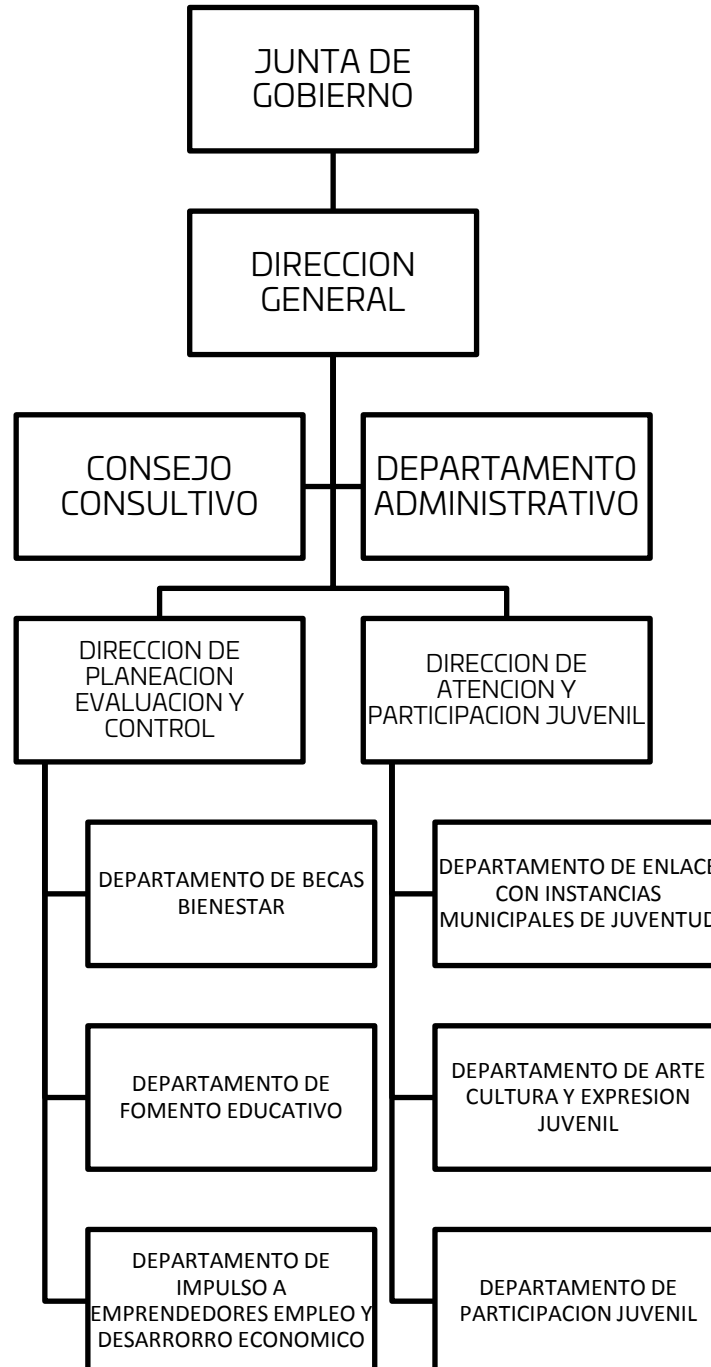 JUNTA DE
GOBIERNO
DIRECCION
GENERAL
CONSEJO
CONSULTIVO
DEPARTAMENTO
ADMINISTRATIVO
DIRECCION DE
PLANEACION
EVALUACION Y
CONTROL
DIRECCION DE
ATENCION Y
PARTICIPACION JUVENIL
DEPARTAMENTO DE BECAS
BIENESTAR
DEPARTAMENTO DE ENLACE
CON INSTANCIAS
MUNICIPALES DE JUVENTUD
DEPARTAMENTO DE
FOMENTO EDUCATIVO
DEPARTAMENTO DE ARTE
CULTURA Y EXPRESION
JUVENIL
DEPARTAMENTO DE
IMPULSO A
EMPRENDEDORES EMPLEO Y
DESARRORRO ECONOMICO
DEPARTAMENTO DE
PARTICIPACION JUVENIL